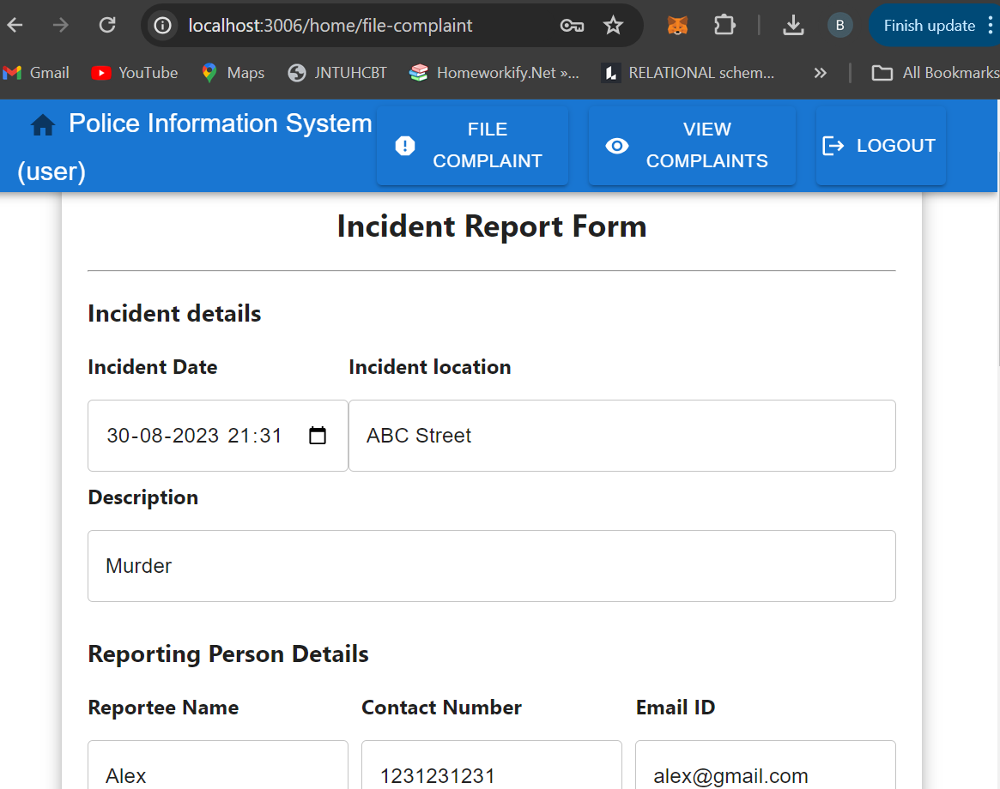 localhost:3006/home/file-complaint
B
Finish update
Gmail
YouTube
Maps
JNTUHCBT
Homeworkify.Net »...
RELATIONAL schem...
»
All Bookmarks
Police Information System
(user)
FILE
COMPLAINT
VIEW
COMPLAINTS
LOGOUT
Incident Report Form
Incident details
Incident Date
Incident location
30-08-2023 21:31
ABC Street
Description
Murder
Reporting Person Details
Reportee Name
Contact Number
Email ID
Alex
1231231231
alex@gmail.com